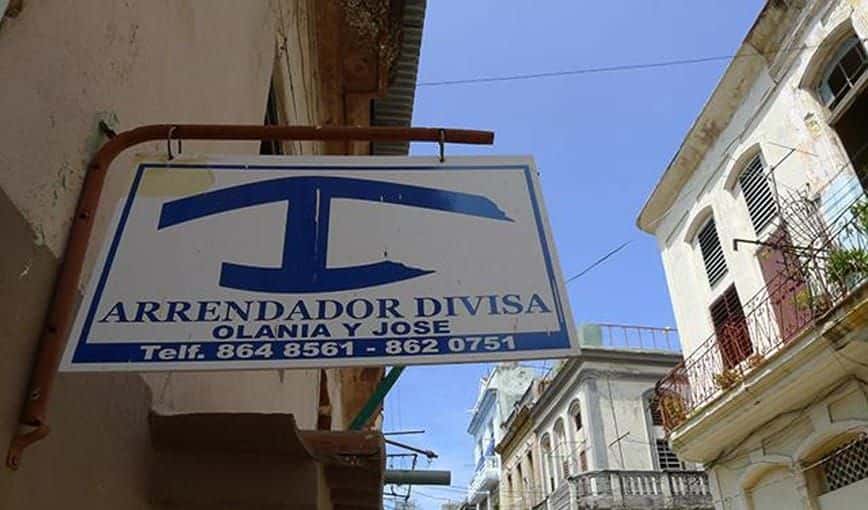 ARRENDADOR DIVISA
OLANIA Y JOSE
Telf. 864 8561 - 862 0751